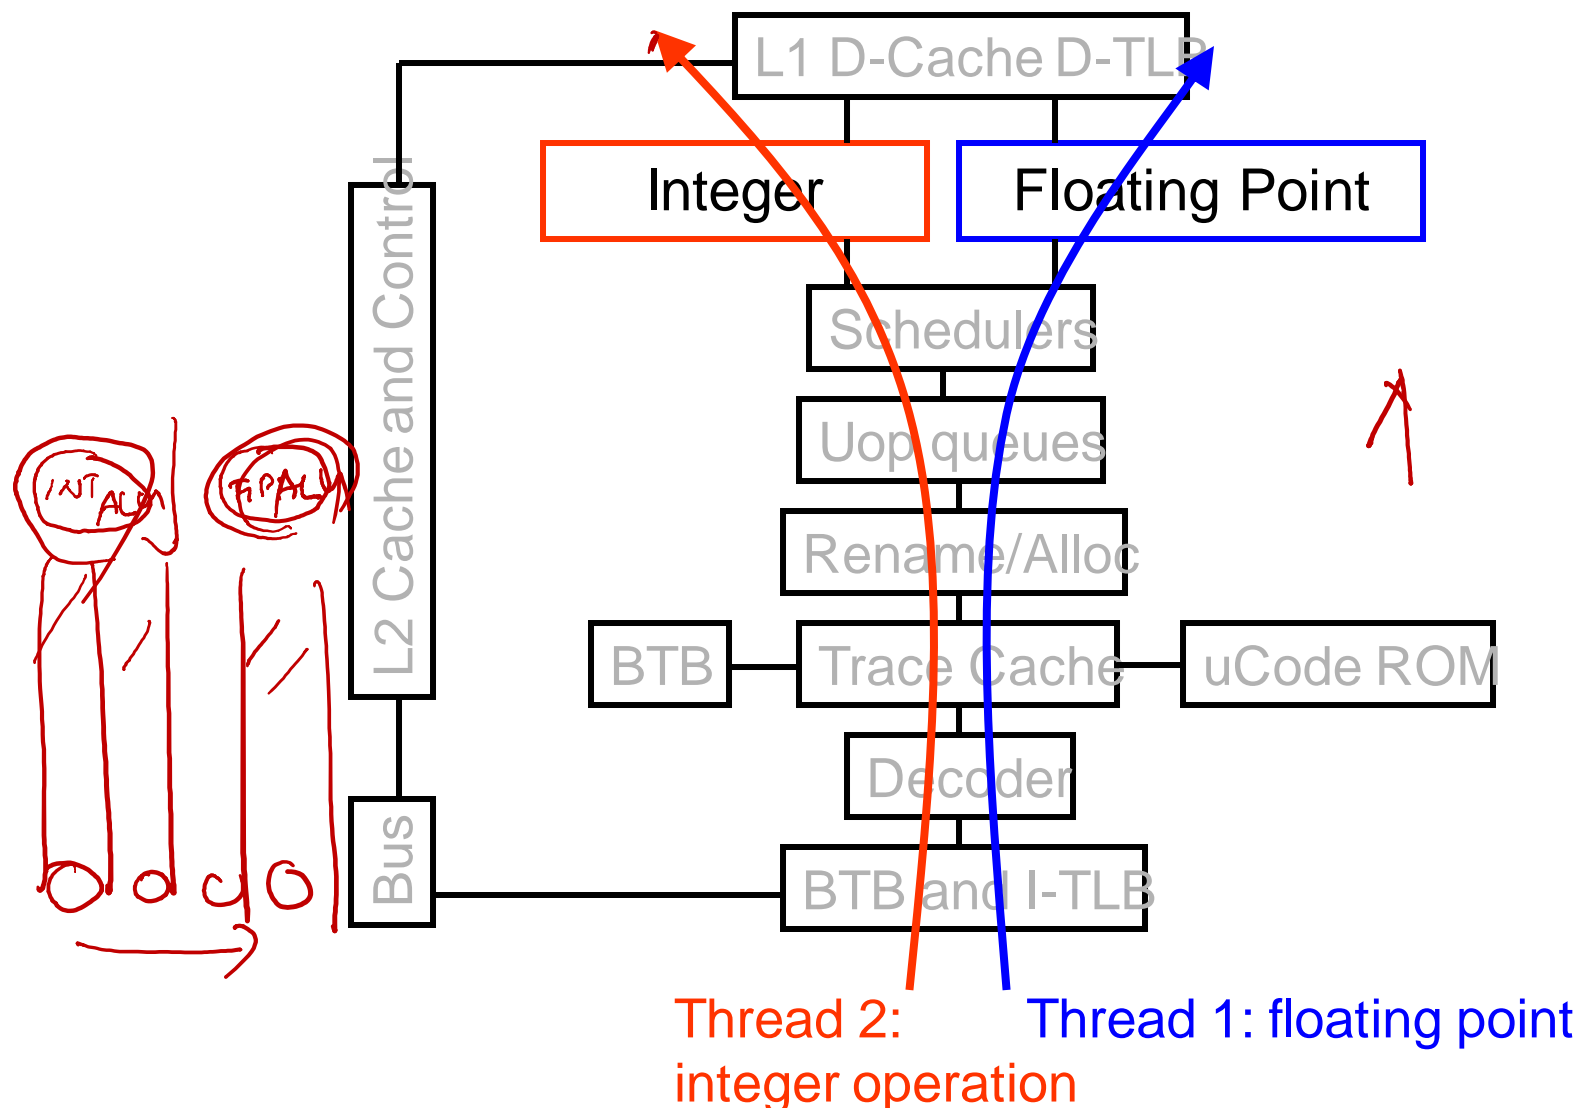 L1 D-Cache D-TLB
Integer
Floating Point
L2 Cache and Control
Schedulers
Uop queues
INT ALU
FPALU
Rename/Alloc
BTB
Trace Cache
uCode ROM
Decoder
Bus
BTB and I-TLB
Thread 2:
integer operation
Thread 1: floating point